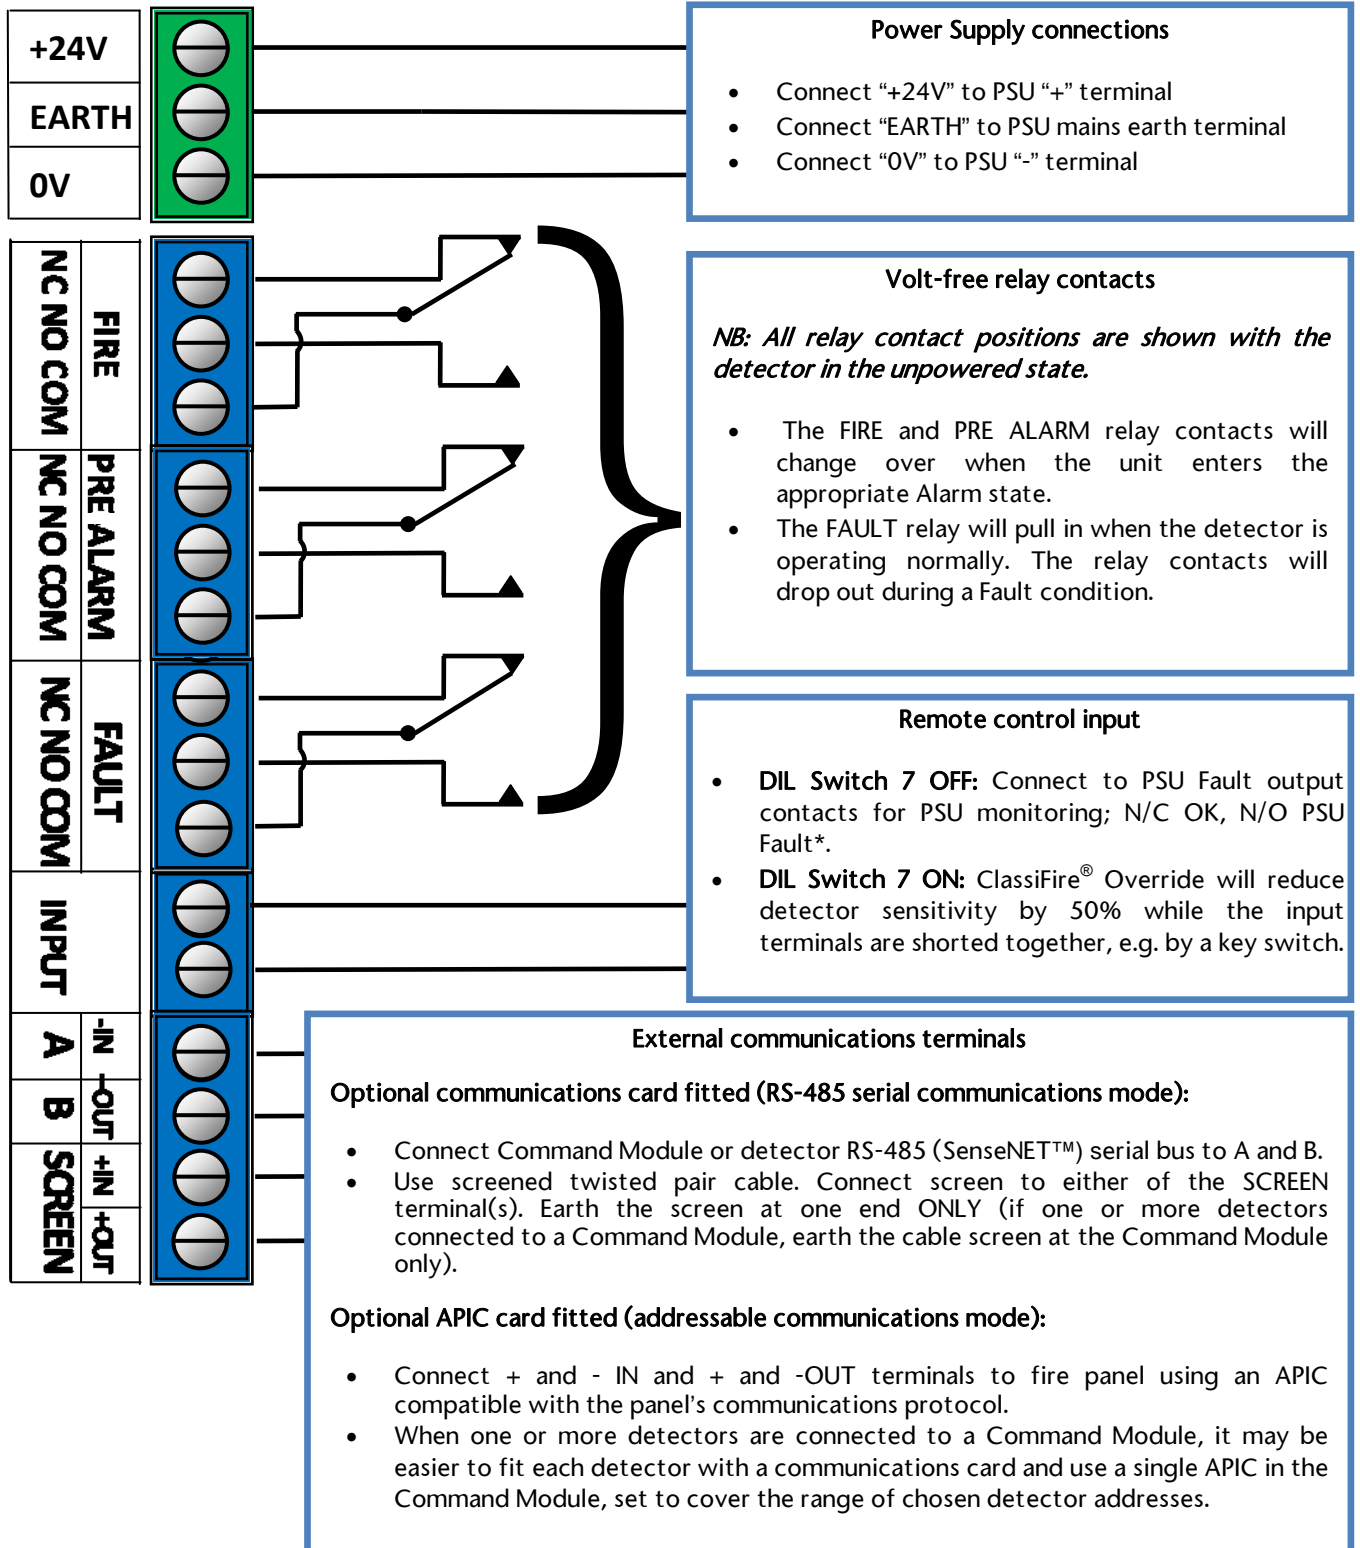 +24V
EARTH
0V
Power Supply connections
• Connect “+24V” to PSU “+” terminal
• Connect “EARTH” to PSU mains earth terminal
• Connect “0V” to PSU “-” terminal
FIRE
NC NO COM
PRE ALARM
NC NO COM
FAULT
NC NO COM
INPUT
Volt-free relay contacts
NB: All relay contact positions are shown with the
detector in the unpowered state.
• The FIRE and PRE ALARM relay contacts will
change over when the unit enters the
appropriate Alarm state.
• The FAULT relay will pull in when the detector is
operating normally. The relay contacts will
drop out during a Fault condition.
Remote control input
• DIL Switch 7 OFF: Connect to PSU Fault output
contacts for PSU monitoring; N/C OK, N/O PSU
Fault*.
• DIL Switch 7 ON: ClassiFire® Override will reduce
detector sensitivity by 50% while the input
terminals are shorted together, e.g. by a key switch.
A
-IN
B
-OUT
SCREEN
+IN
+OUT
External communications terminals
Optional communications card fitted (RS-485 serial communications mode):
• Connect Command Module or detector RS-485 (SenseNET™) serial bus to A and B.
• Use screened twisted pair cable. Connect screen to either of the SCREEN
terminal(s). Earth the screen at one end ONLY (if one or more detectors
connected to a Command Module, earth the cable screen at the Command Module
only).
Optional APIC card fitted (addressable communications mode):
• Connect + and - IN and + and -OUT terminals to fire panel using an APIC
compatible with the panel’s communications protocol.
• When one or more detectors are connected to a Command Module, it may be
easier to fit each detector with a communications card and use a single APIC in the
Command Module, set to cover the range of chosen detector addresses.